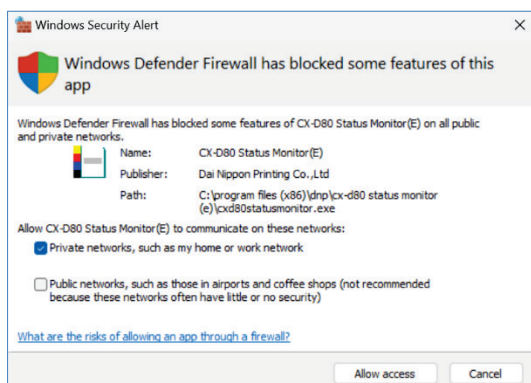 Windows Security Alert
Windows Defender Firewall has blocked some features of this
app
Windows Defender Firewall has blocked some features of CX-D80 Status Monitor(E) on all public
and private networks.
Name: CX-D80 Status Monitor(E)
Publisher: Dai Nippon Printing Co.,Ltd
Path: C:\program files (x86)\dnp\cx-d80 status monitor
(e)\cxd80statusmonitor.exe
Allow CX-D80 Status Monitor(E) to communicate on these networks:
Private networks, such as my home or work network
Public networks, such as those in airports and coffee shops (not recommended
because these networks often have little or no security)
What are the risks of allowing an app through a firewall?
Allow access Cancel